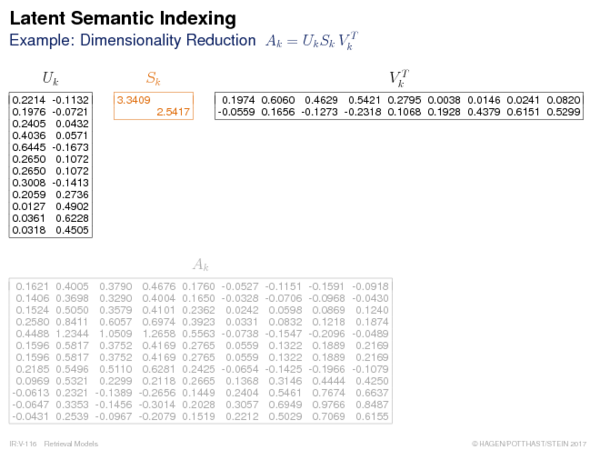 Latent Semantic Indexing
Example: Dimensionality Reduction A_k = U_k S_k V_k^T
U_k S_k V_k^T
0.2214 -0.1132
0.1976 -0.0721
0.2405 0.0432
0.4036 0.0571
0.6445 -0.1673
0.2650 0.1072
0.2650 0.1072
0.3008 -0.1413
0.2059 0.2736
0.0127 0.4902
0.0361 0.6228
0.0318 0.4505
3.3409
2.5417
0.1974 0.6060 0.4629 0.5421 0.2795 0.0038 0.0146 0.0241 0.0820
-0.0559 0.1656 -0.1273 -0.2318 0.1068 0.1928 0.4379 0.6151 0.5299
A_k
0.1621 0.4005 0.3790 0.4676 0.1760 -0.0527 -0.1151 -0.1591 -0.0918
0.1406 0.3698 0.3290 0.4004 0.1650 -0.0328 -0.0706 -0.0968 -0.0430
0.1524 0.5050 0.3579 0.4101 0.2362 0.0242 0.0598 0.0869 0.1240
0.2580 0.8411 0.6057 0.6974 0.3923 0.0331 0.0832 0.1218 0.1874
0.4488 1.2344 1.0509 1.2658 0.5563 -0.0738 -0.1547 -0.2096 -0.0489
0.1596 0.5817 0.3752 0.4169 0.2765 0.0559 0.1322 0.1889 0.2169
0.1596 0.5817 0.3752 0.4169 0.2765 0.0559 0.1322 0.1889 0.2169
0.2185 0.5496 0.5110 0.6281 0.2425 -0.0654 -0.1425 -0.1966 -0.1079
0.0969 0.5321 0.2299 0.2118 0.2665 0.1368 0.3146 0.4444 0.4250
-0.0613 0.2321 -0.1389 -0.2656 0.1449 0.2404 0.5461 0.7674 0.6637
-0.0647 0.3353 -0.1456 -0.3014 0.2028 0.3057 0.6949 0.9766 0.8487
-0.0431 0.2539 -0.0967 -0.2079 0.1519 0.2212 0.5029 0.7069 0.6155
IR:V-116 Retrieval Models © HAGEN/POTTHAST/STEIN 2017